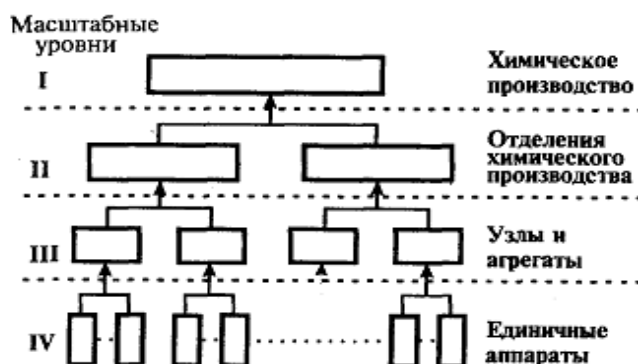 Масштабные
уровни
I
Химическое
производство
II
Отделения
химического
производства
III
Узлы и
агрегаты
IV
Единичные
аппараты